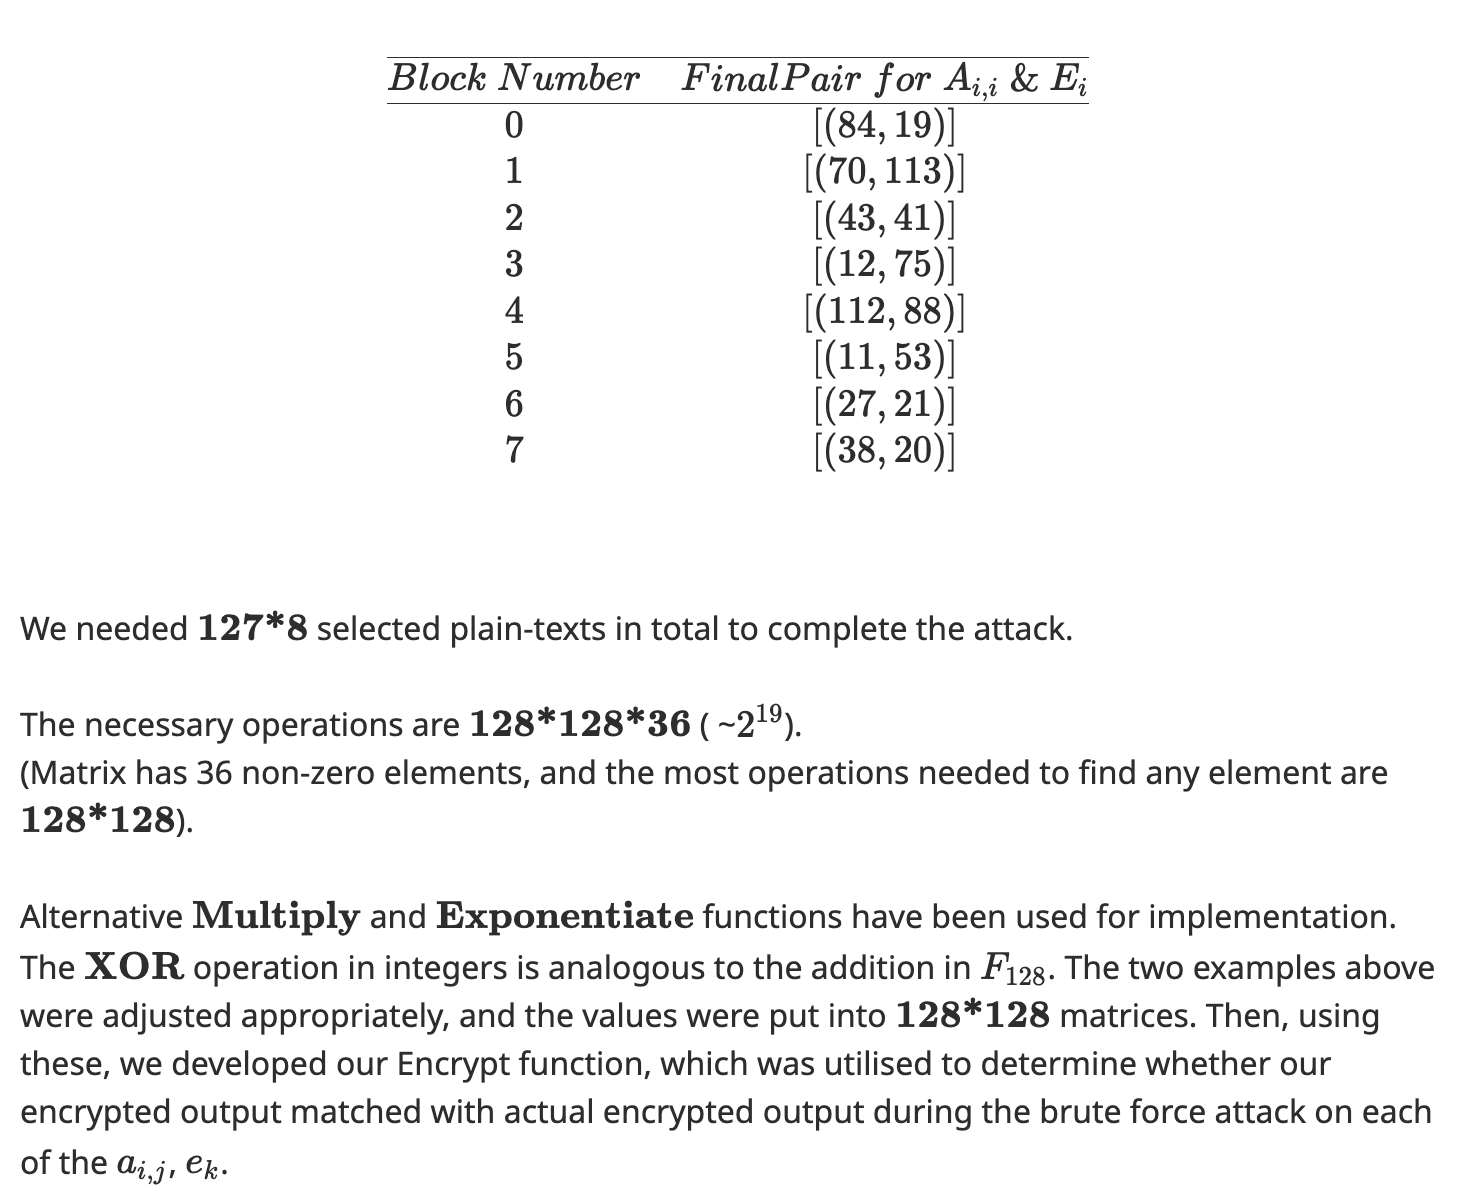 Block Number FinalPair for A_{i,i} & E_i
0 [(84, 19)]
1 [(70, 113)]
2 [(43, 41)]
3 [(12, 75)]
4 [(112, 88)]
5 [(11, 53)]
6 [(27, 21)]
7 [(38, 20)]
We needed 127*8 selected plain-texts in total to complete the attack.
The necessary operations are 128*128*36 ( ~2^{19}).
(Matrix has 36 non-zero elements, and the most operations needed to find any element are
128*128).
Alternative Multiply and Exponentiate functions have been used for implementation.
The XOR operation in integers is analogous to the addition in F_{128}. The two examples above
were adjusted appropriately, and the values were put into 128*128 matrices. Then, using
these, we developed our Encrypt function, which was utilised to determine whether our
encrypted output matched with actual encrypted output during the brute force attack on each
of the a_{i,j}, e_k.